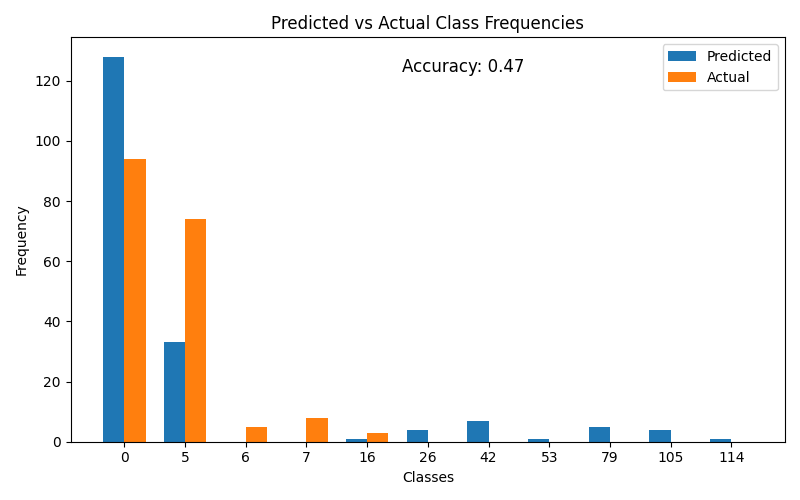 Predicted vs Actual Class Frequencies
Accuracy: 0.47
Predicted
Actual
Frequency
120
100
80
60
40
20
0
0 5 6 7 16 26 42 53 79 105 114
Classes